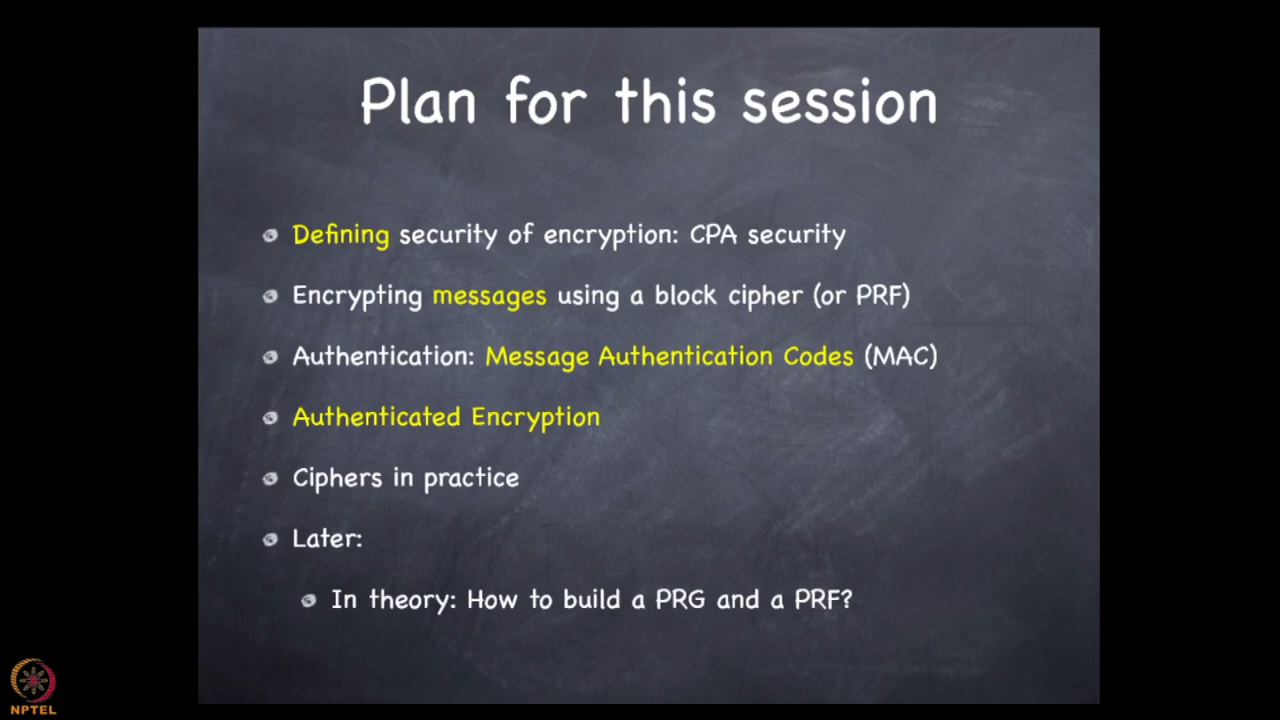 Plan for this session
Defining security of encryption: CPA security
Encrypting messages using a block cipher (or PRF)
Authentication: Message Authentication Codes (MAC)
Authenticated Encryption
Ciphers in practice
Later:
In theory: How to build a PRG and a PRF?
NPTEL